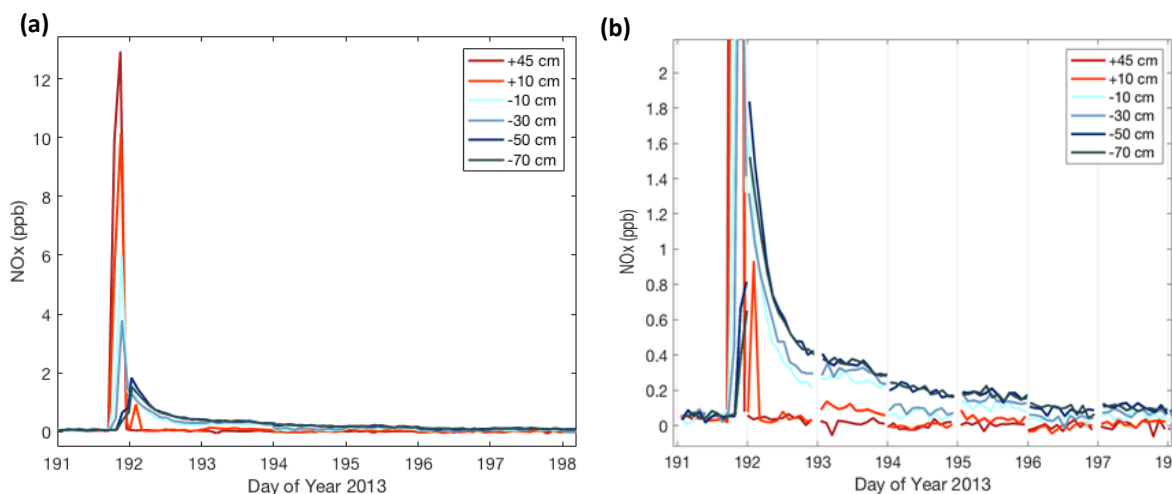 (a)
12
10
8
6
4
2
0
NOx (ppb)
191 192 193 194 195 196 197 198
Day of Year 2013
+45 cm
+10 cm
-10 cm
-30 cm
-50 cm
-70 cm
(b)
2
1.8
1.6
1.4
1.2
1
0.8
0.6
0.4
0.2
0
NOx (ppb)
191 192 193 194 195 196 197 19
Day of Year 2013
+45 cm
+10 cm
-10 cm
-30 cm
-50 cm
-70 cm